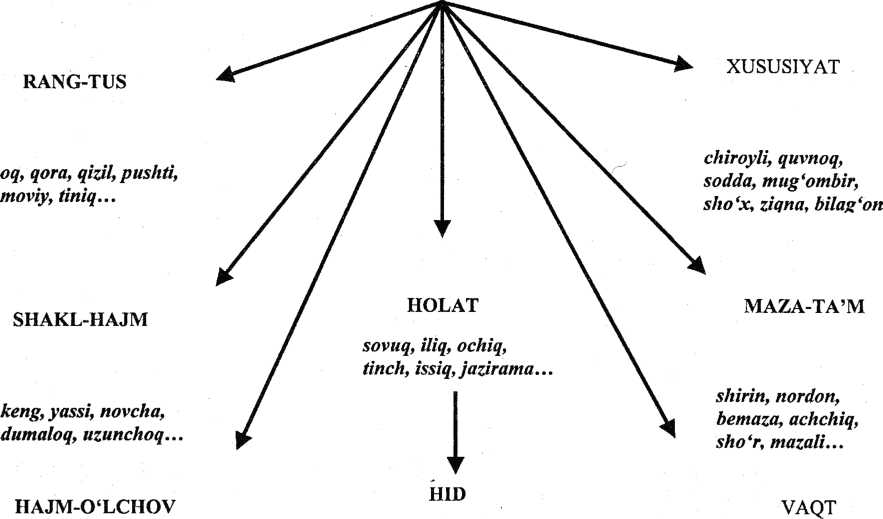 RANG-TUS
oq, qora, qizil, pushti,
moviy, tiniq...
SHAKL-HAJM
keng, yassi, novcha,
dumaloq, uzunchoq...
HAJM-O‘LCHOV
HOLAT
sovuq, iliq, ochiq,
tinch, issiq, jazirama...
HID
XUSUSIYAT
chiroyli, quvnoq,
sodda, mug‘ombir,
sho‘x, ziqna, bilag‘on
MAZA-TA’M
shirin, nordon,
bemaza, achchiq,
sho‘r, mazali...
VAQT